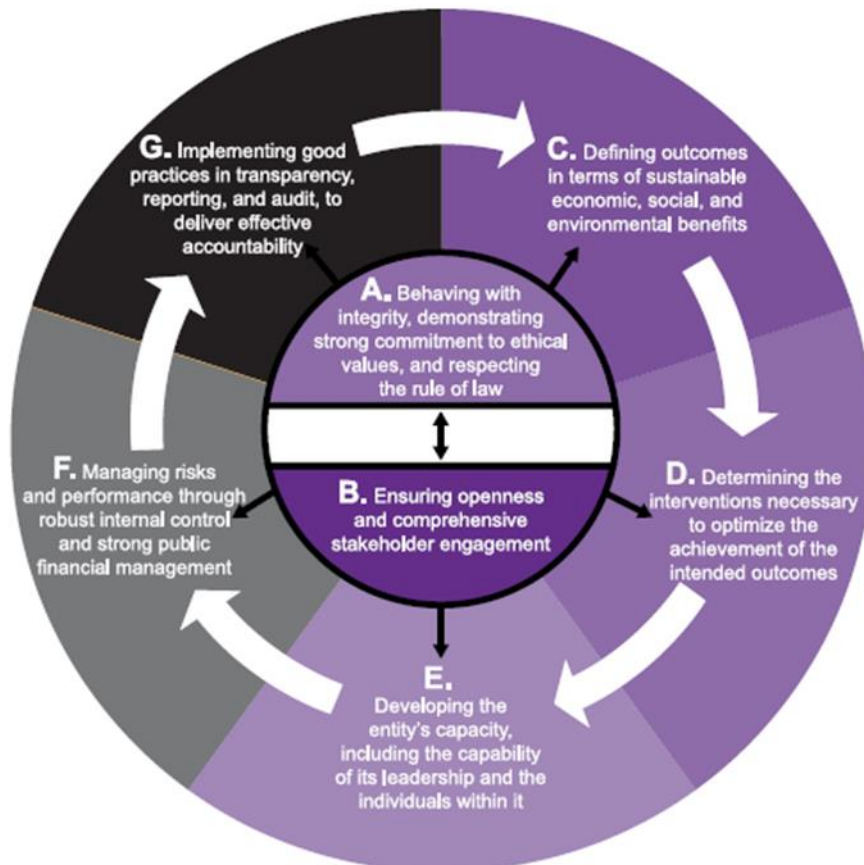 A. Behaving with
integrity, demonstrating
strong commitment to ethical
values, and respecting
the rule of law
B. Ensuring openness
and comprehensive
stakeholder engagement
C. Defining outcomes
in terms of sustainable
economic, social, and
environmental benefits
D. Determining the
interventions necessary
to optimize the
achievement of the
intended outcomes
E.
Developing the
entity's capacity,
including the capability
of its leadership and the
individuals within it
F. Managing risks
and performance through
robust internal control
and strong public
financial management
G. Implementing good
practices in transparency,
reporting, and audit, to
deliver effective
accountability